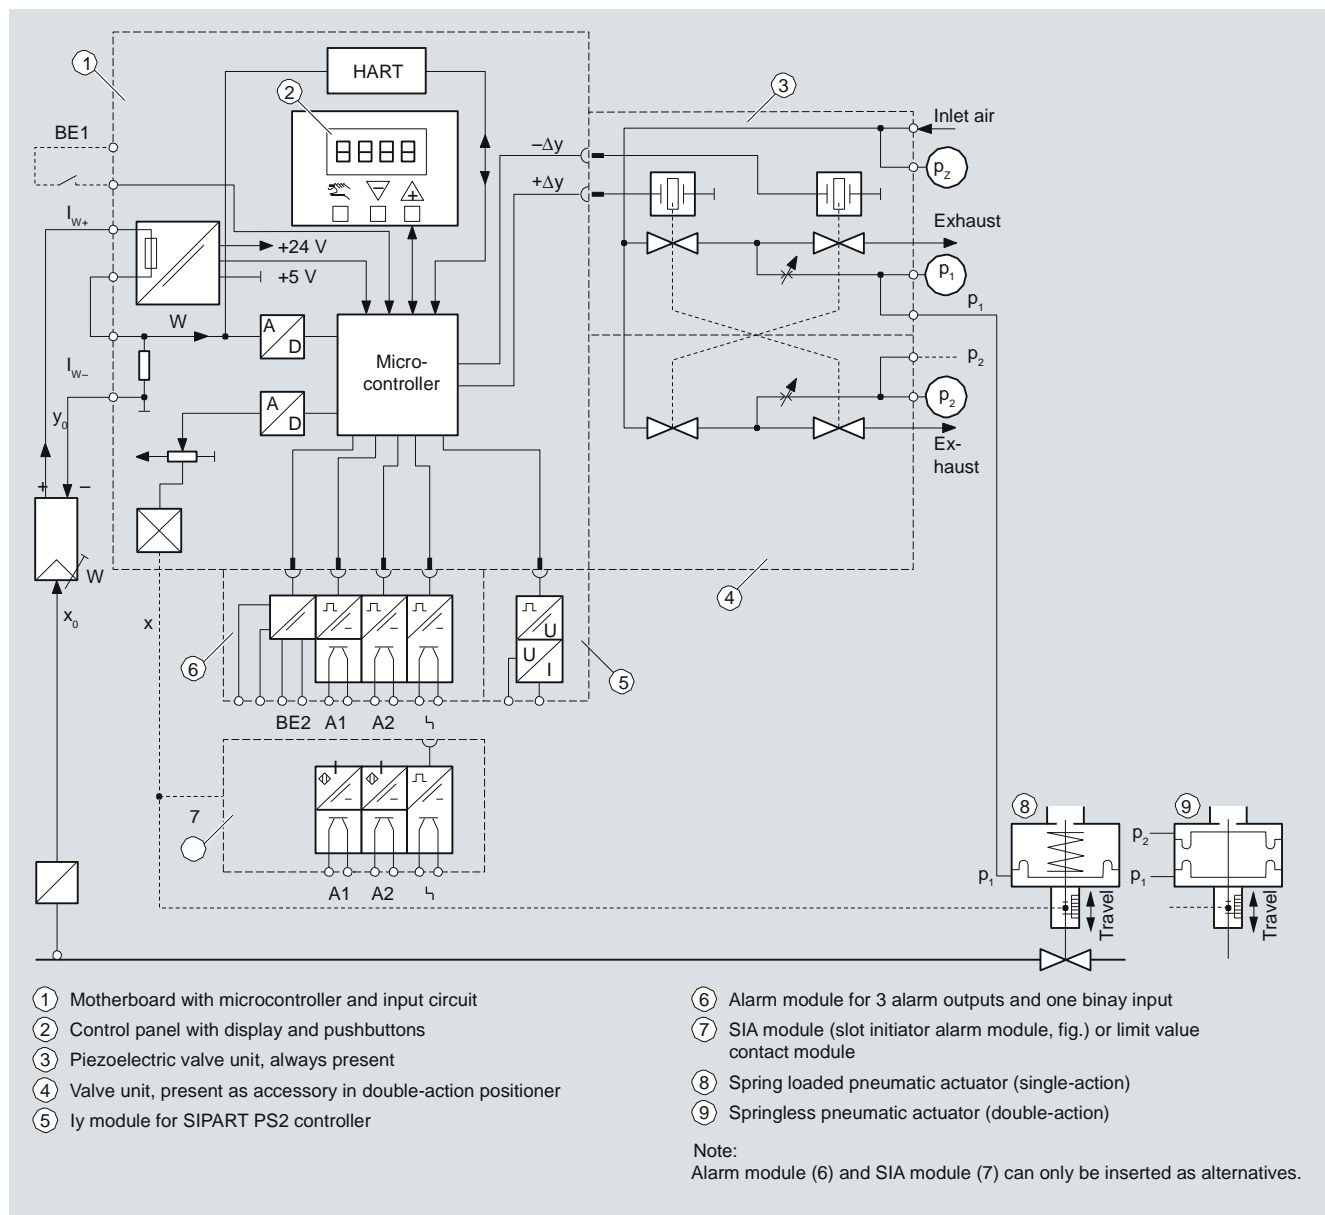 1
HART
2
3
Inlet air
BE1
–Δy
pZ
+Δy
IW+
Exhaust
+24 V
p1
+5 V
p1
W
A
D
Micro-
controller
p2
IW–
A
D
p2
y0
Ex-
haust
+
–
W
4
x0
x
U
6
U
I
5
BE2 A1 A2
7
8
9
p2
p1
p1
A1 A2
Travel
Travel
1 Motherboard with microcontroller and input circuit
2 Control panel with display and pushbuttons
3 Piezoelectric valve unit, always present
4 Valve unit, present as accessory in double-action positioner
5 Iy module for SIPART PS2 controller
6 Alarm module for 3 alarm outputs and one binay input
7 SIA module (slot initiator alarm module, fig.) or limit value
contact module
8 Spring loaded pneumatic actuator (single-action)
9 Springless pneumatic actuator (double-action)
Note:
Alarm module (6) and SIA module (7) can only be inserted as alternatives.